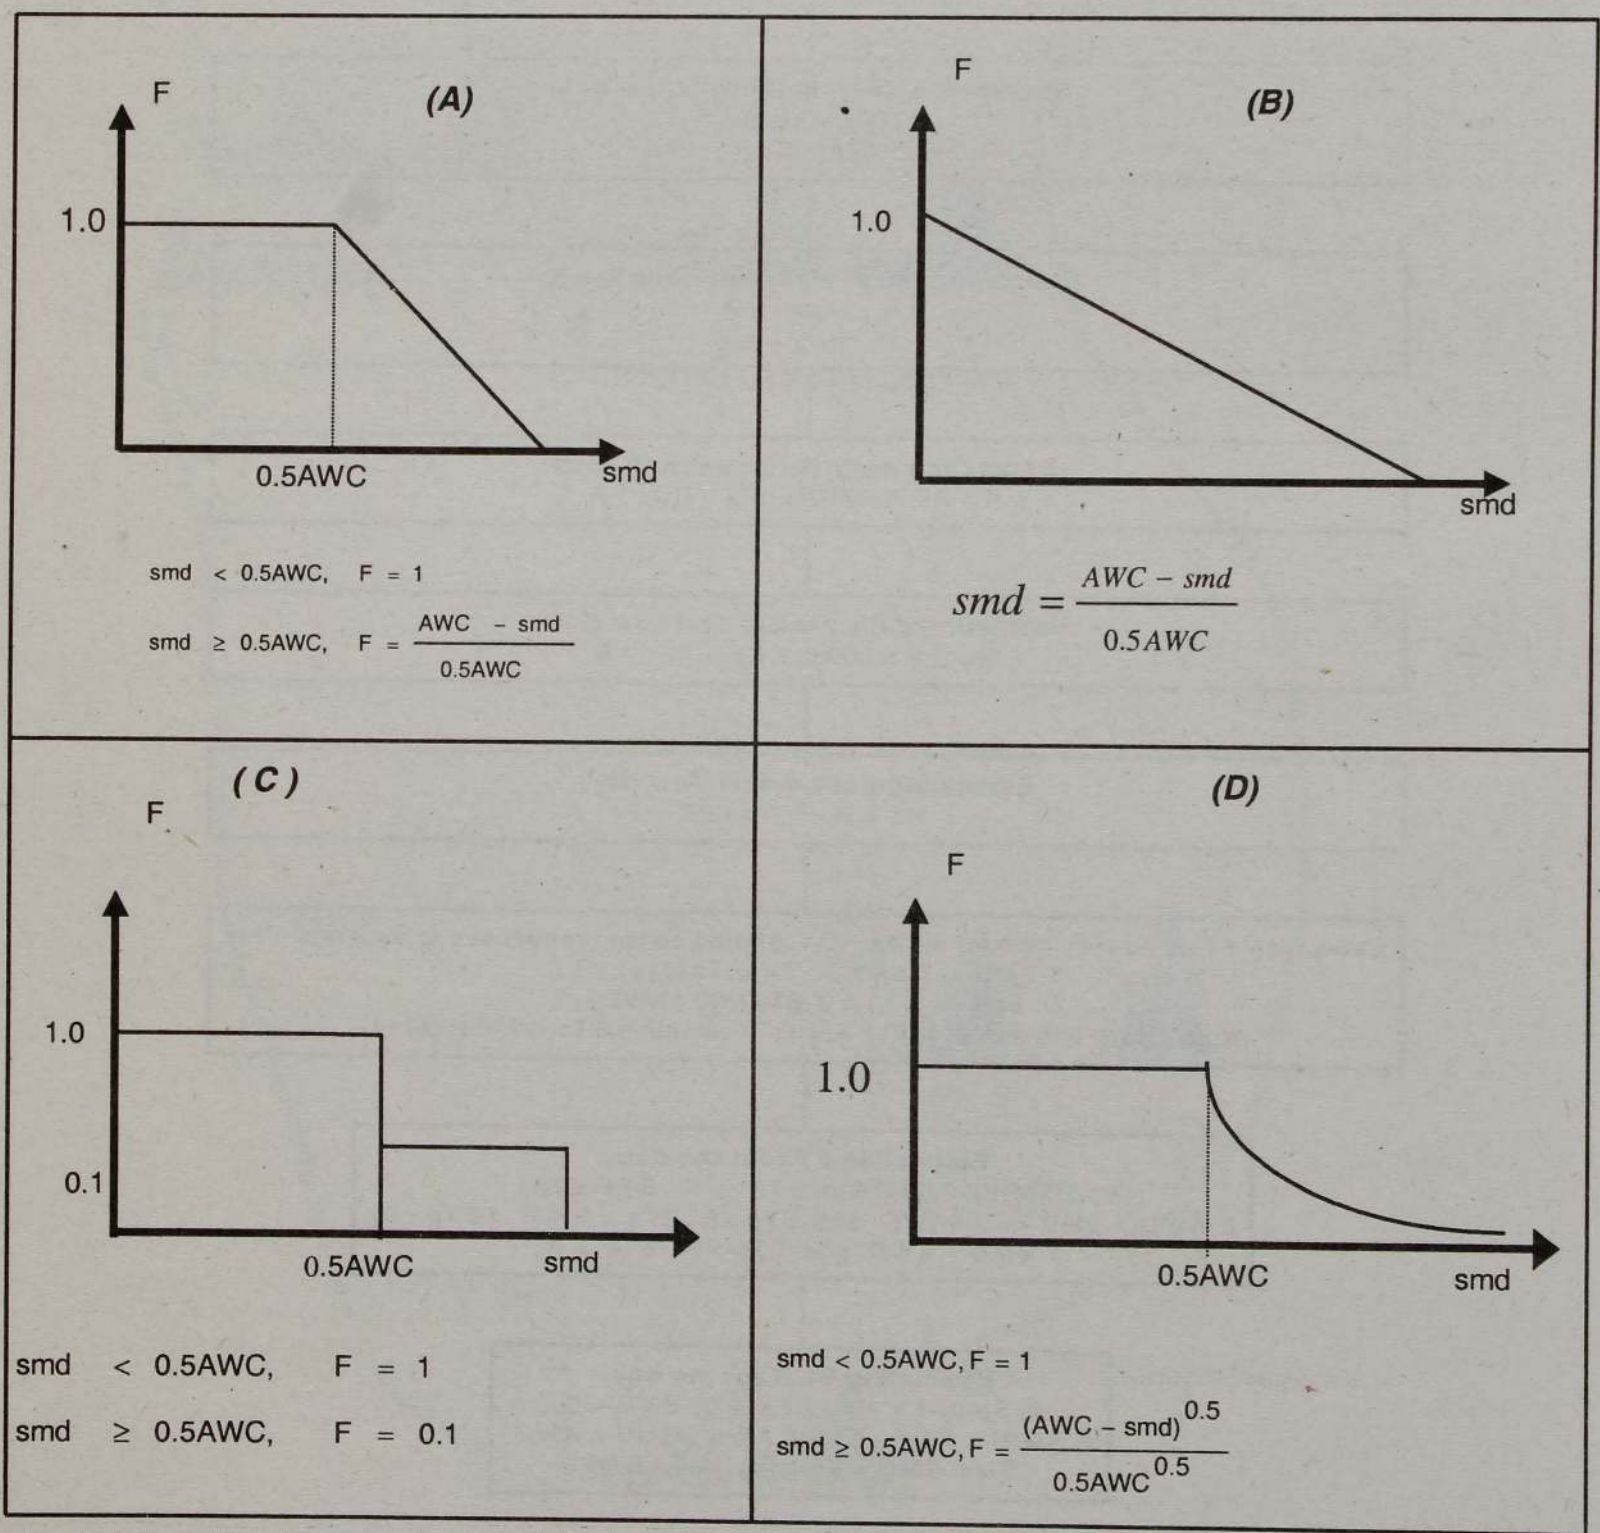 F
(A)
1.0
0.5AWC
smd
smd < 0.5AWC, F = 1
smd ≥ 0.5AWC, F = AWC - smd / 0.5AWC
F
(B)
1.0
smd
smd = AWC - smd / 0.5AWC
(C)
F
1.0
0.1
0.5AWC
smd
smd < 0.5AWC, F = 1
smd ≥ 0.5AWC, F = 0.1
(D)
F
1.0
0.5AWC
smd
smd < 0.5AWC, F = 1
smd ≥ 0.5AWC, F = (AWC - smd)^0.5 / 0.5AWC^0.5